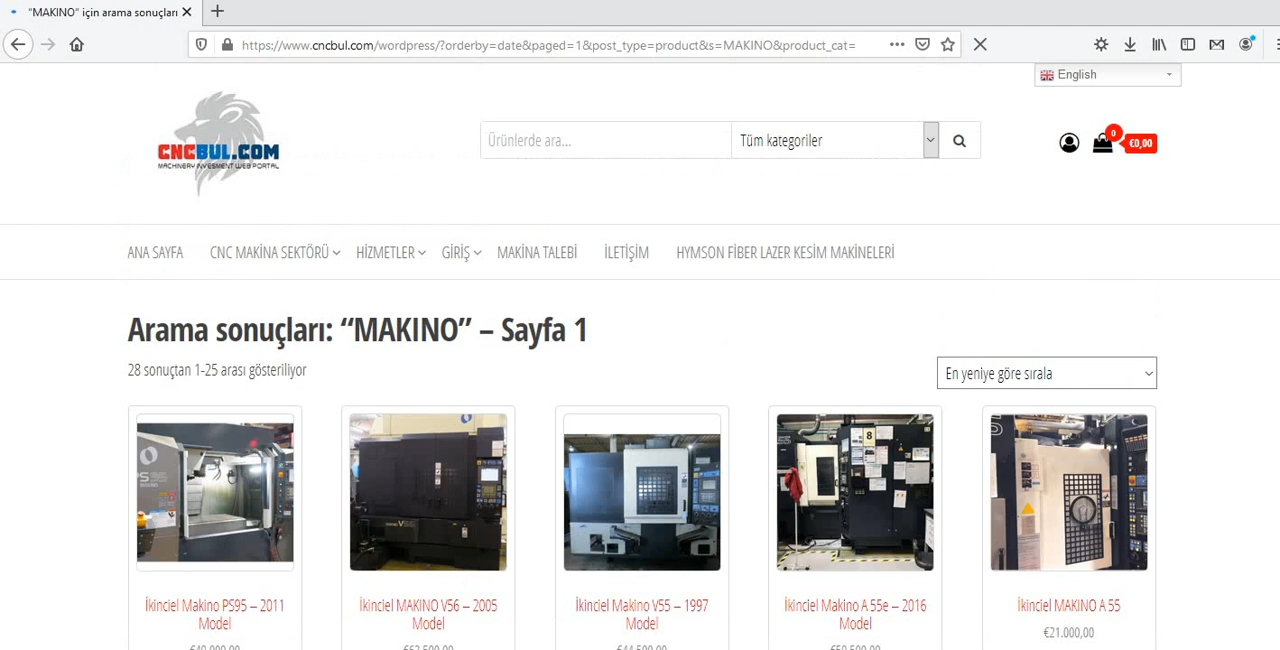 "MAKINO" için arama sonuçları
https://www.cncbul.com/wordpress/?orderby=date&paged=1&post_type=product&s=MAKINO&product_cat=
English
CNCBUL.COM
MACHINERY INVESMENT WEB PORTAL
Ürünlerde ara...
Tüm kategoriler
0
€0,00
ANA SAYFA CNC MAKİNA SEKTÖRÜ HİZMETLER GİRİŞ MAKİNA TALEBİ İLETİŞİM HYMSON FİBER LAZER KESİM MAKİNELERİ
Arama sonuçları: “MAKINO” – Sayfa 1
28 sonuçtan 1-25 arası gösteriliyor
En yeniye göre sırala
8
İkinciel Makino PS95 – 2011
Model
İkinciel MAKINO V56 – 2005
Model
İkinciel Makino V55 – 1997
Model
İkinciel Makino A 55e – 2016
Model
İkinciel MAKINO A 55
€21.000,00